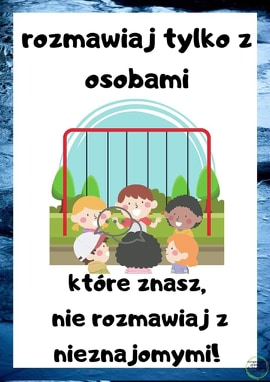 rozmawiaj tylko z
osobami
które znasz,
nie rozmawiaj z
nieznajomymi!